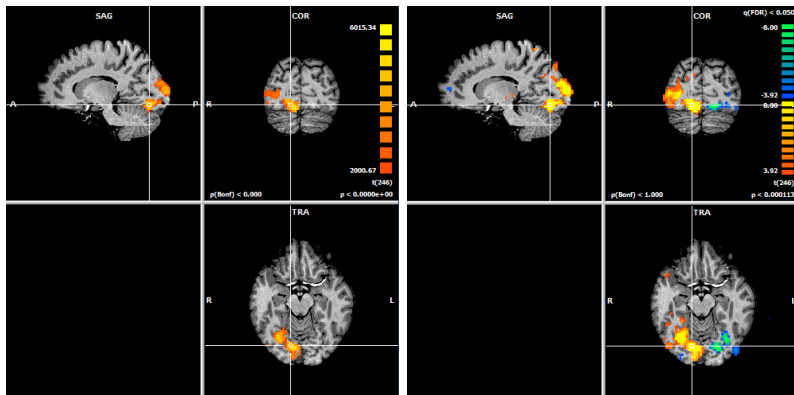 SAG
COR
6015.34
A
P
R
2000.67
t(246)
p(Bonf) < 0.000
p < 0.0000e+00
TRA
R
L
SAG
COR
q(FDR) < 0.050
-8.00
-3.92
8.00
A
P
R
3.92
t(246)
p(Bonf) < 1.000
p < 0.000113
TRA
R